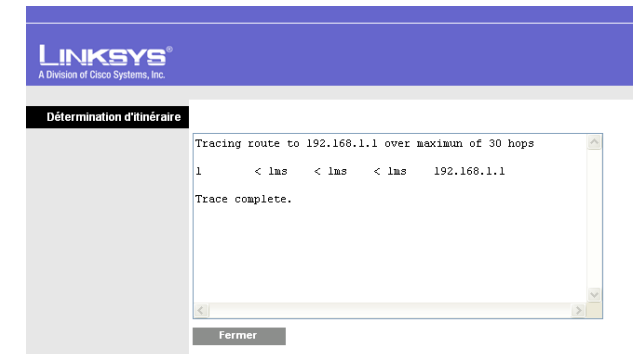 LINKSYS®
A Division of Cisco Systems, Inc.
Détermination d'itinéraire
Tracing route to 192.168.1.1 over maximun of 30 hops
1 < 1ms < 1ms < 1ms 192.168.1.1
Trace complete.
Fermer